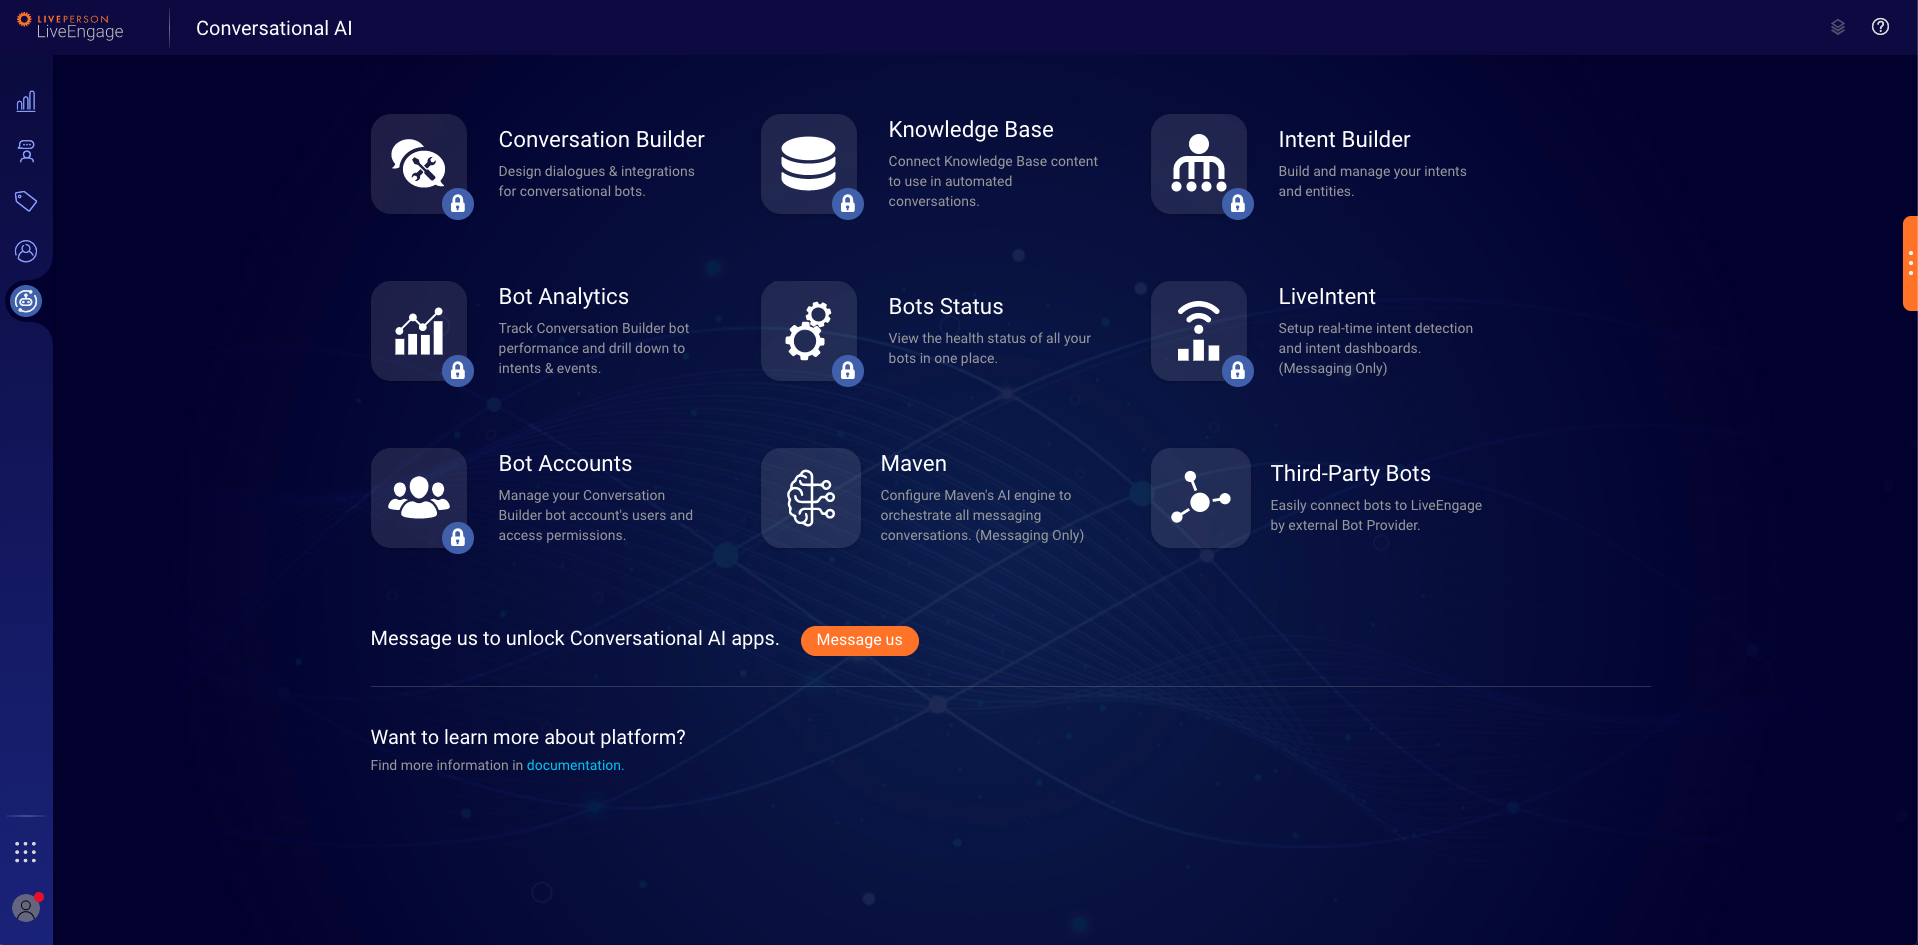 LIVEPERSON
LiveEngage
Conversational AI
Conversation Builder
Design dialogues & integrations
for conversational bots.
Knowledge Base
Connect Knowledge Base content
to use in automated
conversations.
Intent Builder
Build and manage your intents
and entities.
Bot Analytics
Track Conversation Builder bot
performance and drill down to
intents & events.
Bots Status
View the health status of all your
bots in one place.
LiveIntent
Setup real-time intent detection
and intent dashboards.
(Messaging Only)
Bot Accounts
Manage your Conversation
Builder bot account's users and
access permissions.
Maven
Configure Maven's AI engine to
orchestrate all messaging
conversations. (Messaging Only)
Third-Party Bots
Easily connect bots to LiveEngage
by external Bot Provider.
Message us to unlock Conversational AI apps.
Message us
Want to learn more about platform?
Find more information in documentation.